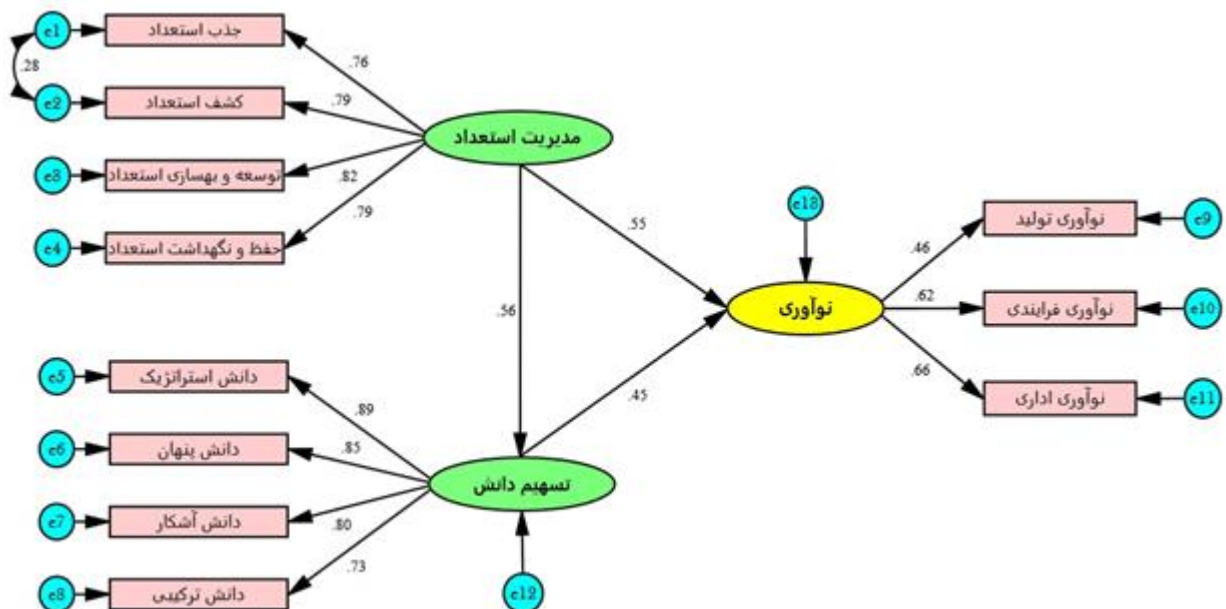 e1
جذب استعداد
.28
.76
e2
کشف استعداد
.79
مدیریت استعداد
e3
توسعه و بهسازی استعداد
.82
e4
حفظ و نگهداشت استعداد
.79
.55
e13
نوآوری تولید
e9
.46
.56
نوآوری
.62
نوآوری فرایندی
e10
e5
دانش استراتژیک
.89
.45
.66
نوآوری اداری
e11
e6
دانش پنهان
.85
تسهیم دانش
e7
دانش آشکار
.80
.73
e8
دانش ترکیبی
e12